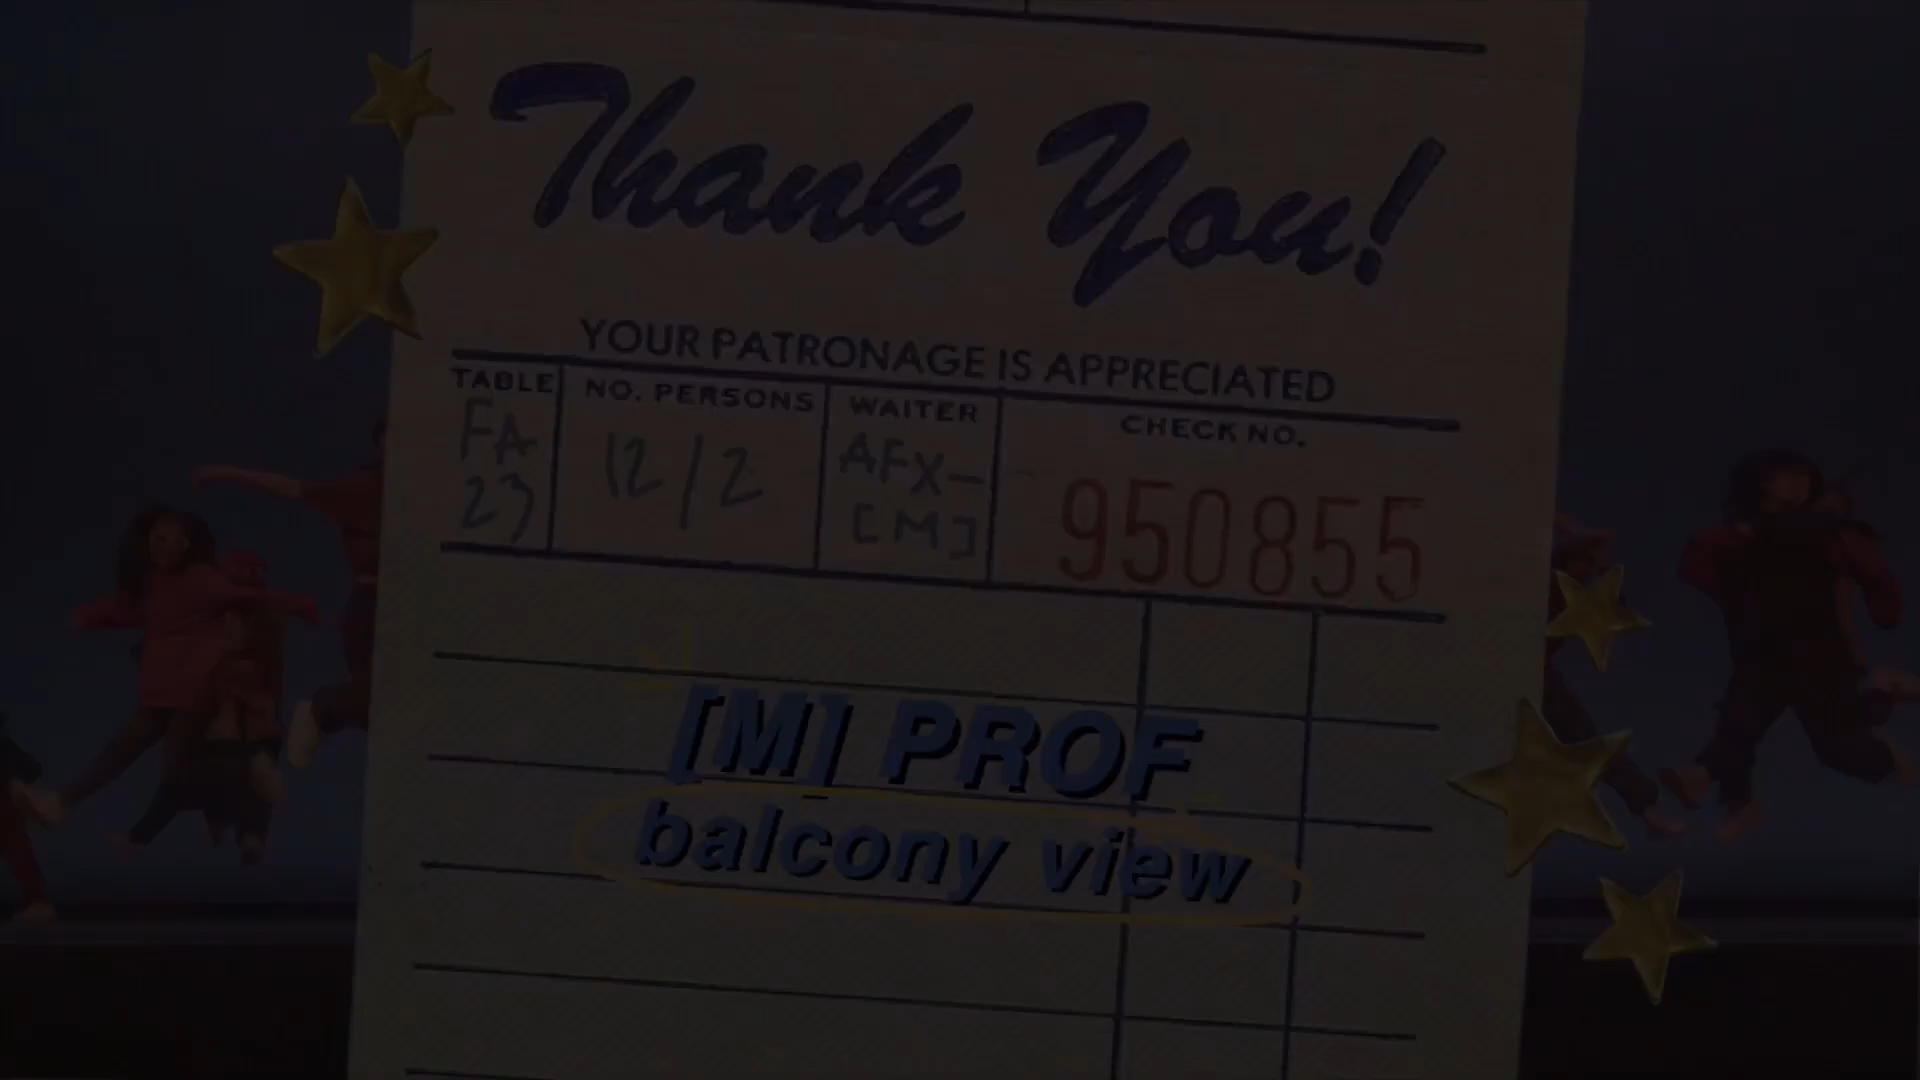 Thank You!
YOUR PATRONAGE IS APPRECIATED
TABLE NO. PERSONS WAITER CHECK NO.
FA 23 12/2 AFX-[M] 950855
[M] PROF
balcony view